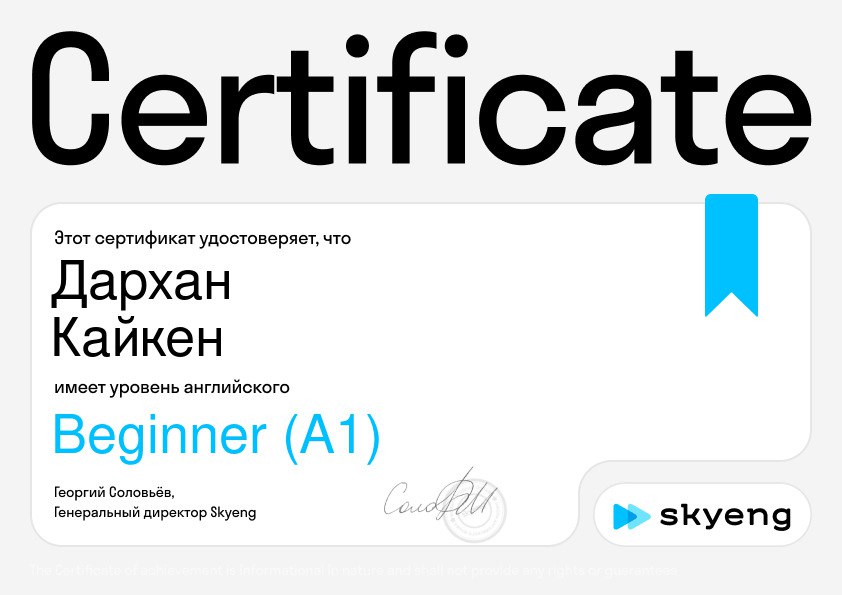 Certificate
Этот сертификат удостоверяет, что
Дархан
Кайкен
имеет уровень английского
Beginner (A1)
Георгий Соловьёв,
Генеральный директор Skyeng
skyeng
The Certificate of achievement is informational in nature and shall not provide any rights or guarantees